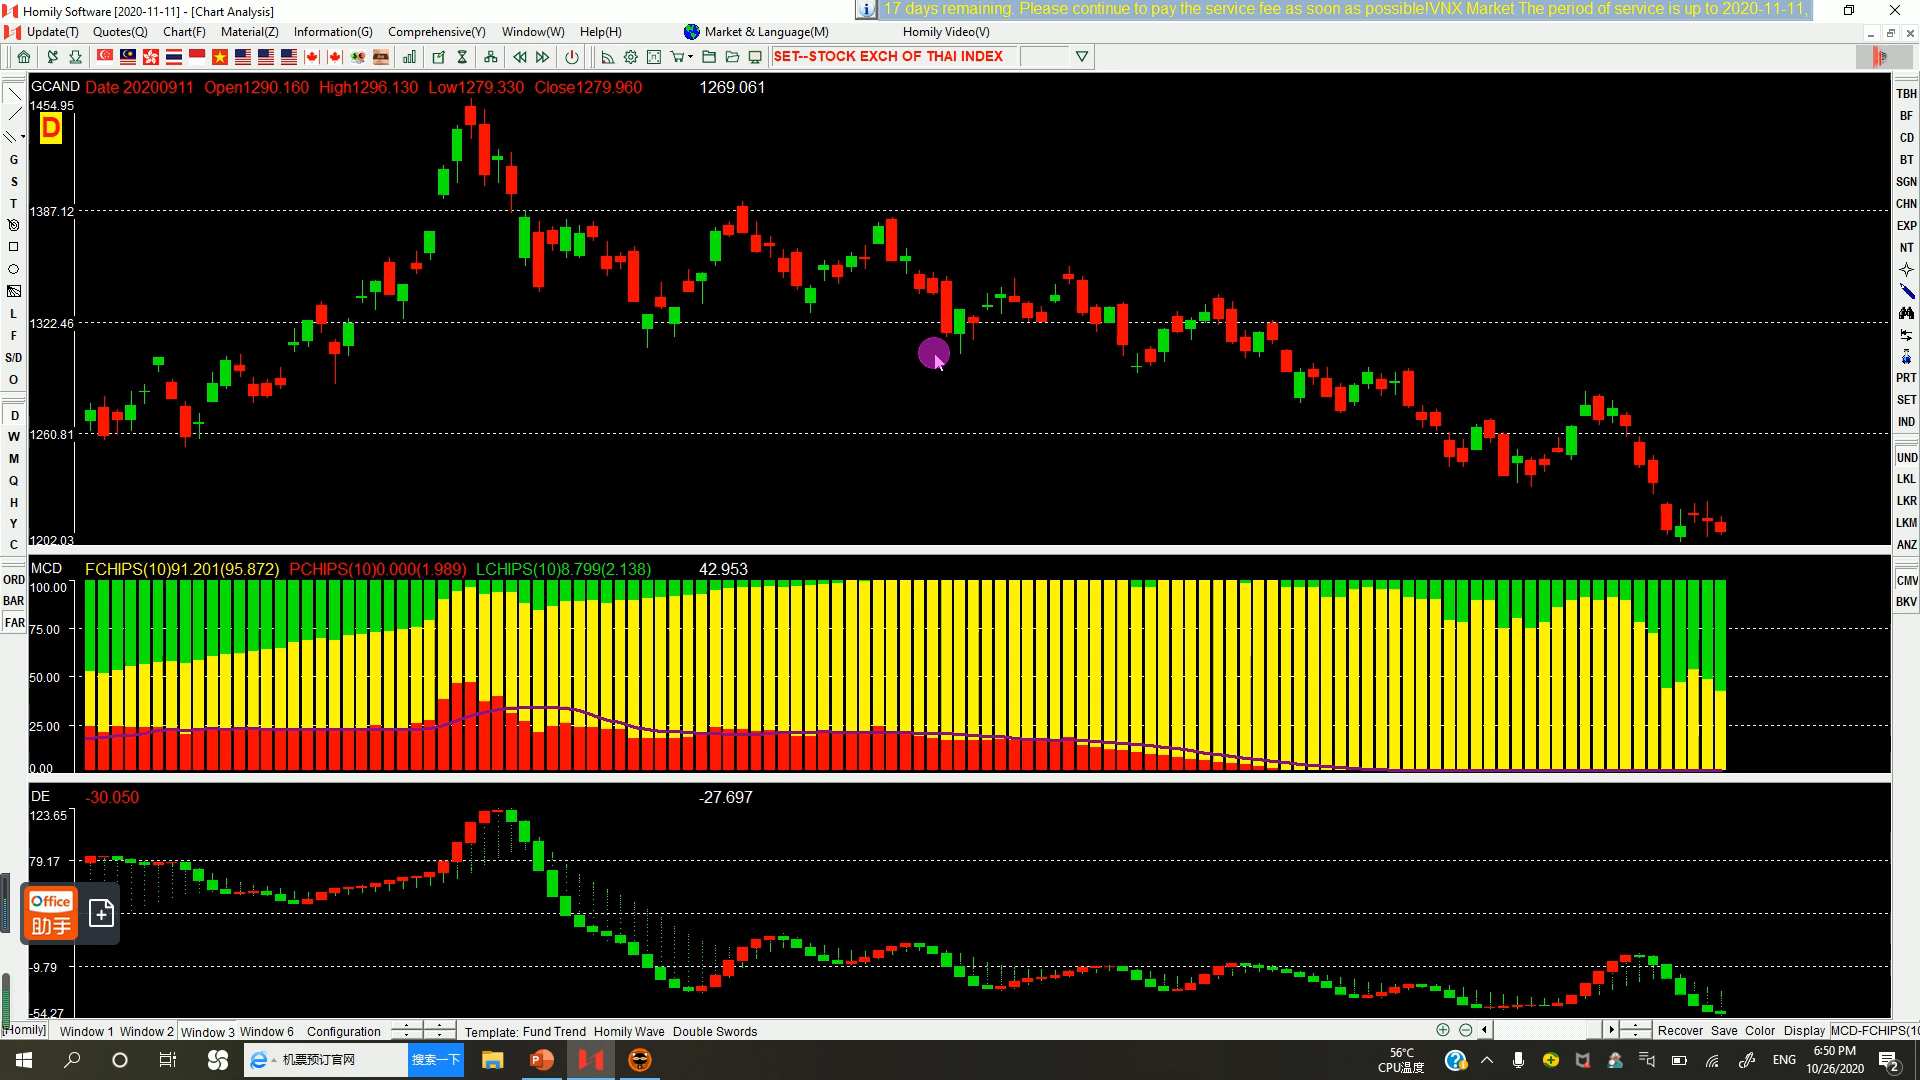 Homily Software [2020-11-11] - [Chart Analysis]
17 days remaining. Please continue to pay the service fee as soon as possible!VNX Market The period of service is up to 2020-11-11,
Update(T) Quotes(Q) Chart(F) Material(Z) Information(G) Comprehensive(Y) Window(W) Help(H) Market & Language(M) Homily Video(V)
SET--STOCK EXCH OF THAI INDEX
GCAND Date 20200911 Open1290.160 High1296.130 Low1279.330 Close1279.960 1269.061
1454.95
D
1387.12
1322.46
1260.81
1202.03
G
S
T
L
F
S/D
O
D
W
M
Q
H
Y
C
ORD
BAR
FAR
TBH
BF
CD
BT
SGN
CHN
EXP
NT
PRT
SET
IND
UND
LKL
LKR
LKM
ANZ
CMV
BKV
MCD FCHIPS(10)91.201(95.872) PCHIPS(10)0.000(1.989) LCHIPS(10)8.799(2.138) 42.953
100.00
75.00
50.00
25.00
0.00
DE -30.050 -27.697
123.65
79.17
-9.79
-54.27
Office
助手
[Homily] Window 1 Window 2 Window 3 Window 6 Configuration Template: Fund Trend Homily Wave Double Swords Recover Save Color Display MCD-FCHIPS(10
机票预订官网 搜索一下
56°C
CPU温度
ENG
6:50 PM
10/26/2020
2